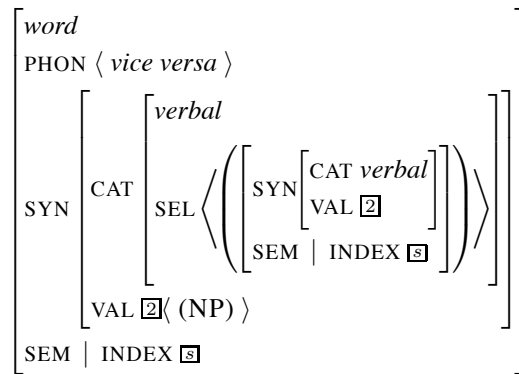 word
PHON ⟨ vice versa ⟩
verbal
SYN CAT SEL ⟨ ( [ SYN [ CAT verbal
VAL 2 ]
SEM | INDEX s ] ) ⟩
VAL 2 ⟨ (NP) ⟩
SEM | INDEX s